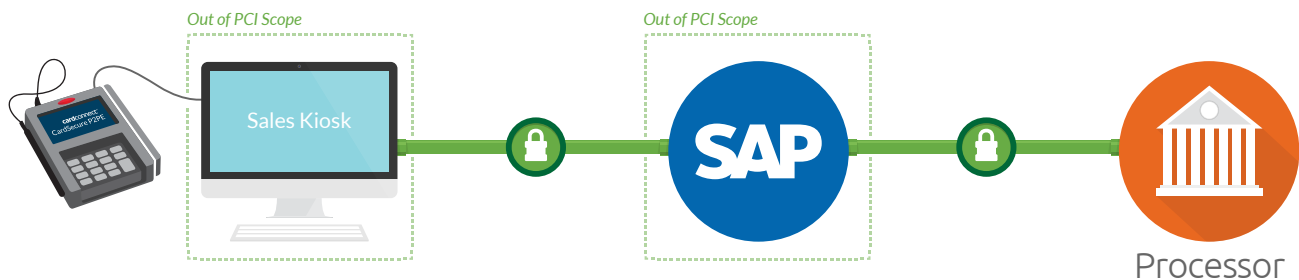 Out of PCI Scope
Out of PCI Scope
cardconnect
CardSecure P2PE
Sales Kiosk
SAP
Processor